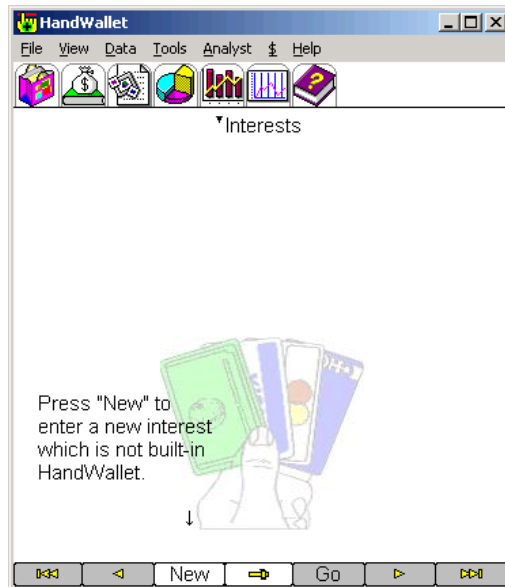 HandWallet
File View Data Tools Analyst $ Help
$ ?
Interests
VISA
Press "New" to
enter a new interest
which is not built-in
HandWallet.
New Go